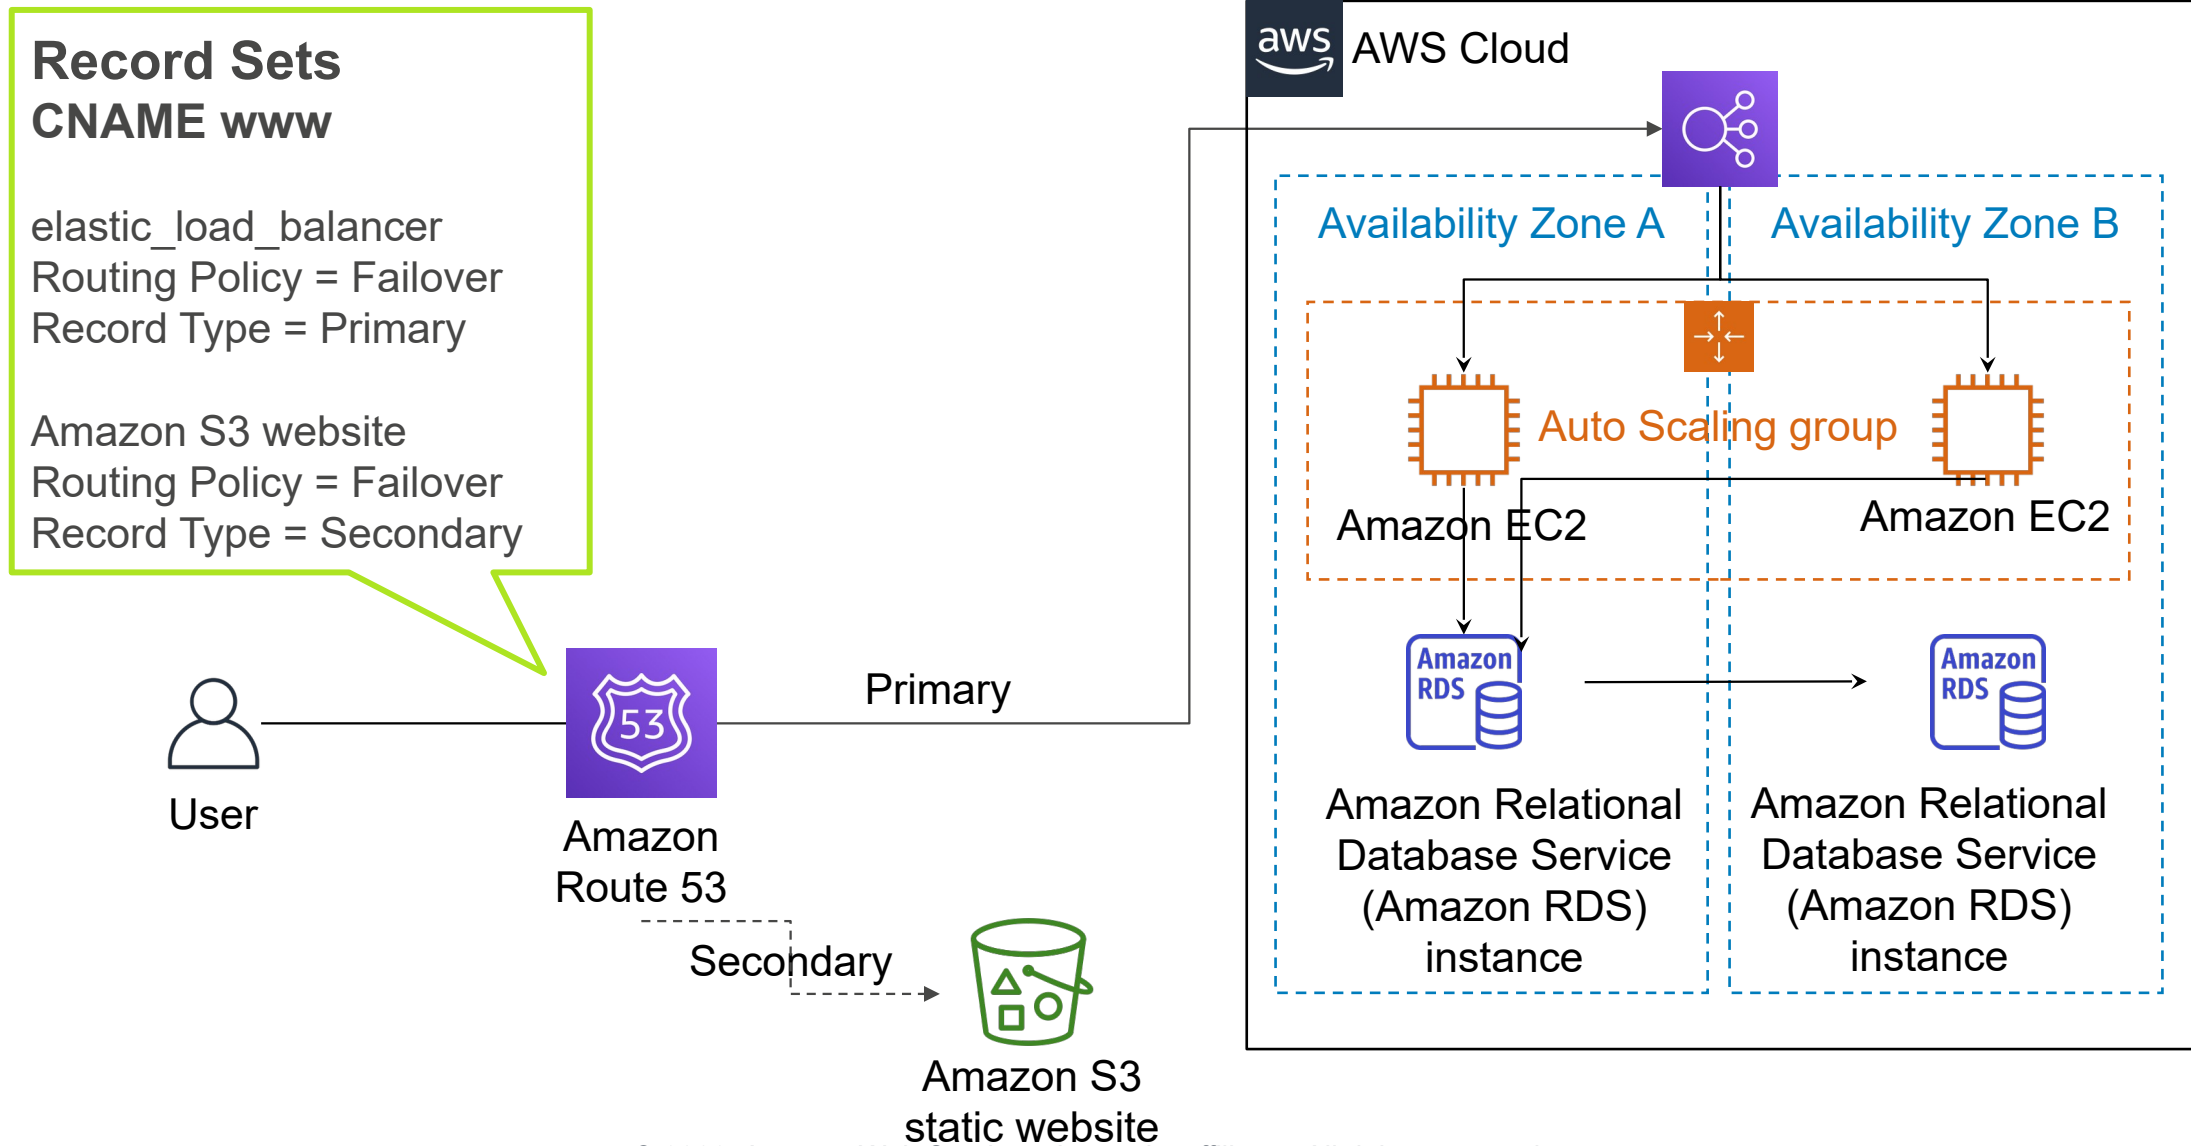 Record Sets
CNAME www
elastic_load_balancer
Routing Policy = Failover
Record Type = Primary
Amazon S3 website
Routing Policy = Failover
Record Type = Secondary
User
53
Amazon
Route 53
Primary
Secondary
Amazon S3
static website
aws
AWS Cloud
Availability Zone A
Availability Zone B
Auto Scaling group
Amazon EC2
Amazon EC2
Amazon
RDS
Amazon
RDS
Amazon Relational
Database Service
(Amazon RDS)
instance
Amazon Relational
Database Service
(Amazon RDS)
instance